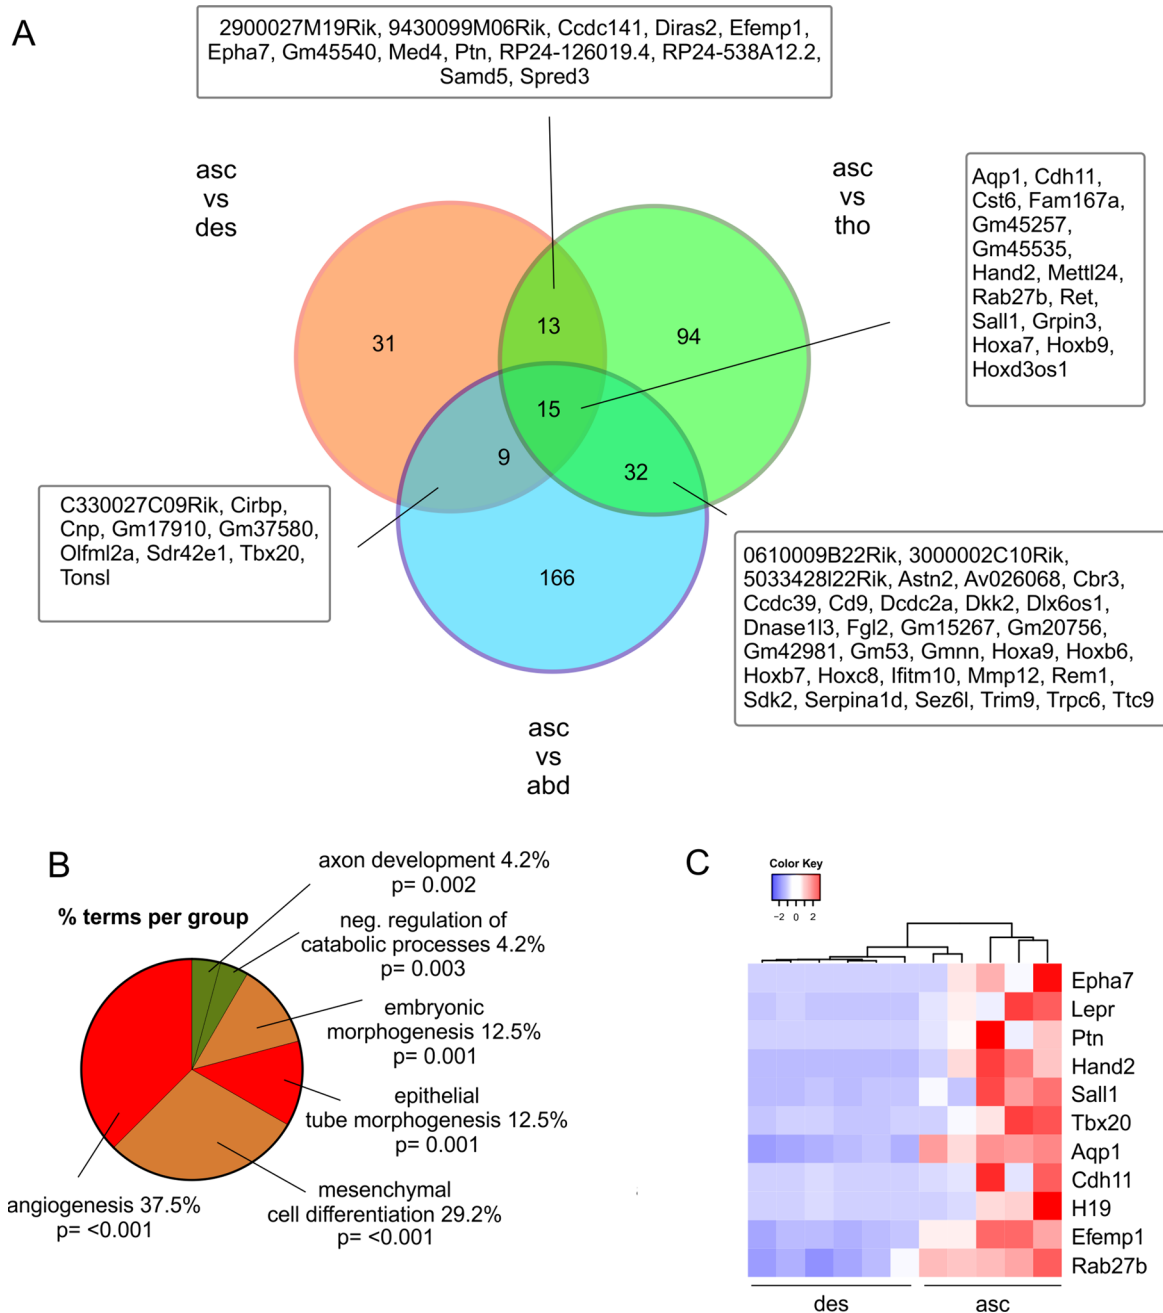 A
2900027M19Rik, 9430099M06Rik, Ccdc141, Diras2, Efemp1,
Epha7, Gm45540, Med4, Ptn, RP24-126019.4, RP24-538A12.2,
Samd5, Spred3
asc
vs
des
asc
vs
tho
Aqp1, Cdh11,
Cst6, Fam167a,
Gm45257,
Gm45535,
Hand2, Mettl24,
Rab27b, Ret,
Sall1, Grpin3,
Hoxa7, Hoxb9,
Hoxd3os1
31
13
94
15
9
32
166
C330027C09Rik, Cirbp,
Cnp, Gm17910, Gm37580,
Olfml2a, Sdr42e1, Tbx20,
Tonsl
0610009B22Rik, 3000002C10Rik,
5033428I22Rik, Astn2, Av026068, Cbr3,
Ccdc39, Cd9, Dcdc2a, Dkk2, Dlx6os1,
Dnase1l3, Fgl2, Gm15267, Gm20756,
Gm42981, Gm53, Gmnn, Hoxa9, Hoxb6,
Hoxb7, Hoxc8, Ifitm10, Mmp12, Rem1,
Sdk2, Serpina1d, Sez6l, Trim9, Trpc6, Ttc9
asc
vs
abd
B
% terms per group
axon development 4.2%
p= 0.002
neg. regulation of
catabolic processes 4.2%
p= 0.003
embryonic
morphogenesis 12.5%
p= 0.001
epithelial
tube morphogenesis 12.5%
p= 0.001
mesenchymal
cell differentiation 29.2%
p= <0.001
angiogenesis 37.5%
p= <0.001
C
Color Key
−2 0 2
Epha7
Lepr
Ptn
Hand2
Sall1
Tbx20
Aqp1
Cdh11
H19
Efemp1
Rab27b
des
asc